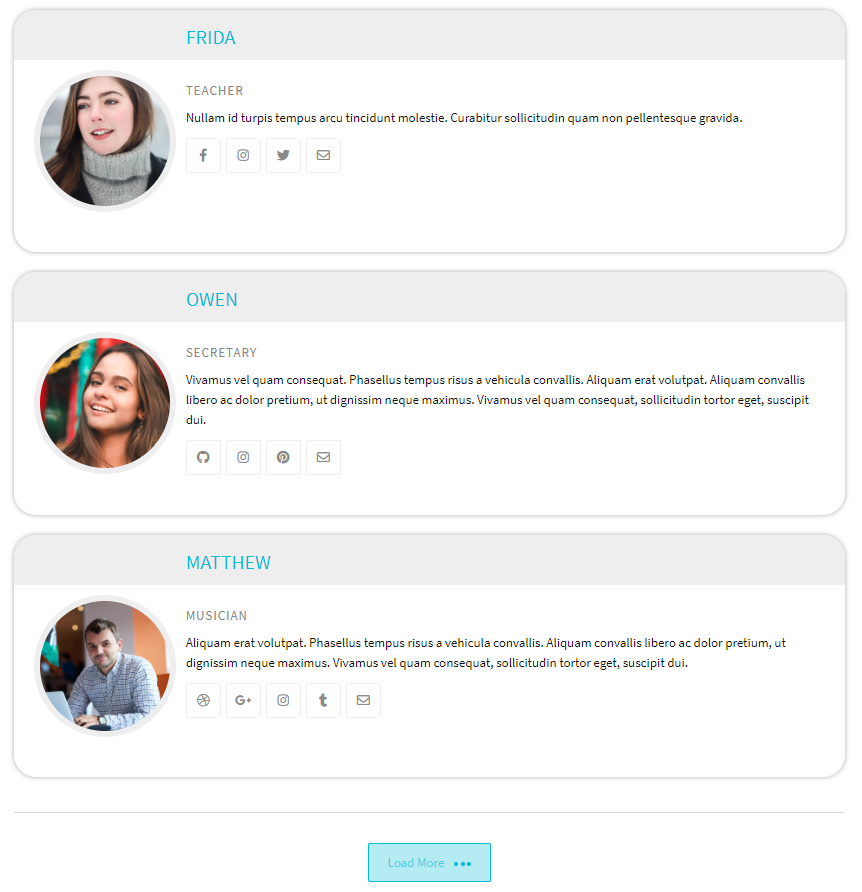 FRIDA
TEACHER
Nullam id turpis tempus arcu tincidunt molestie. Curabitur sollicitudin quam non pellentesque gravida.
OWEN
SECRETARY
Vivamus vel quam consequat. Phasellus tempus risus a vehicula convallis. Aliquam erat volutpat. Aliquam convallis
libero ac dolor pretium, ut dignissim neque maximus. Vivamus vel quam consequat, sollicitudin tortor eget, suscipit
dui.
MATTHEW
MUSICIAN
Aliquam erat volutpat. Phasellus tempus risus a vehicula convallis. Aliquam convallis libero ac dolor pretium, ut
dignissim neque maximus. Vivamus vel quam consequat, sollicitudin tortor eget, suscipit dui.
Load More